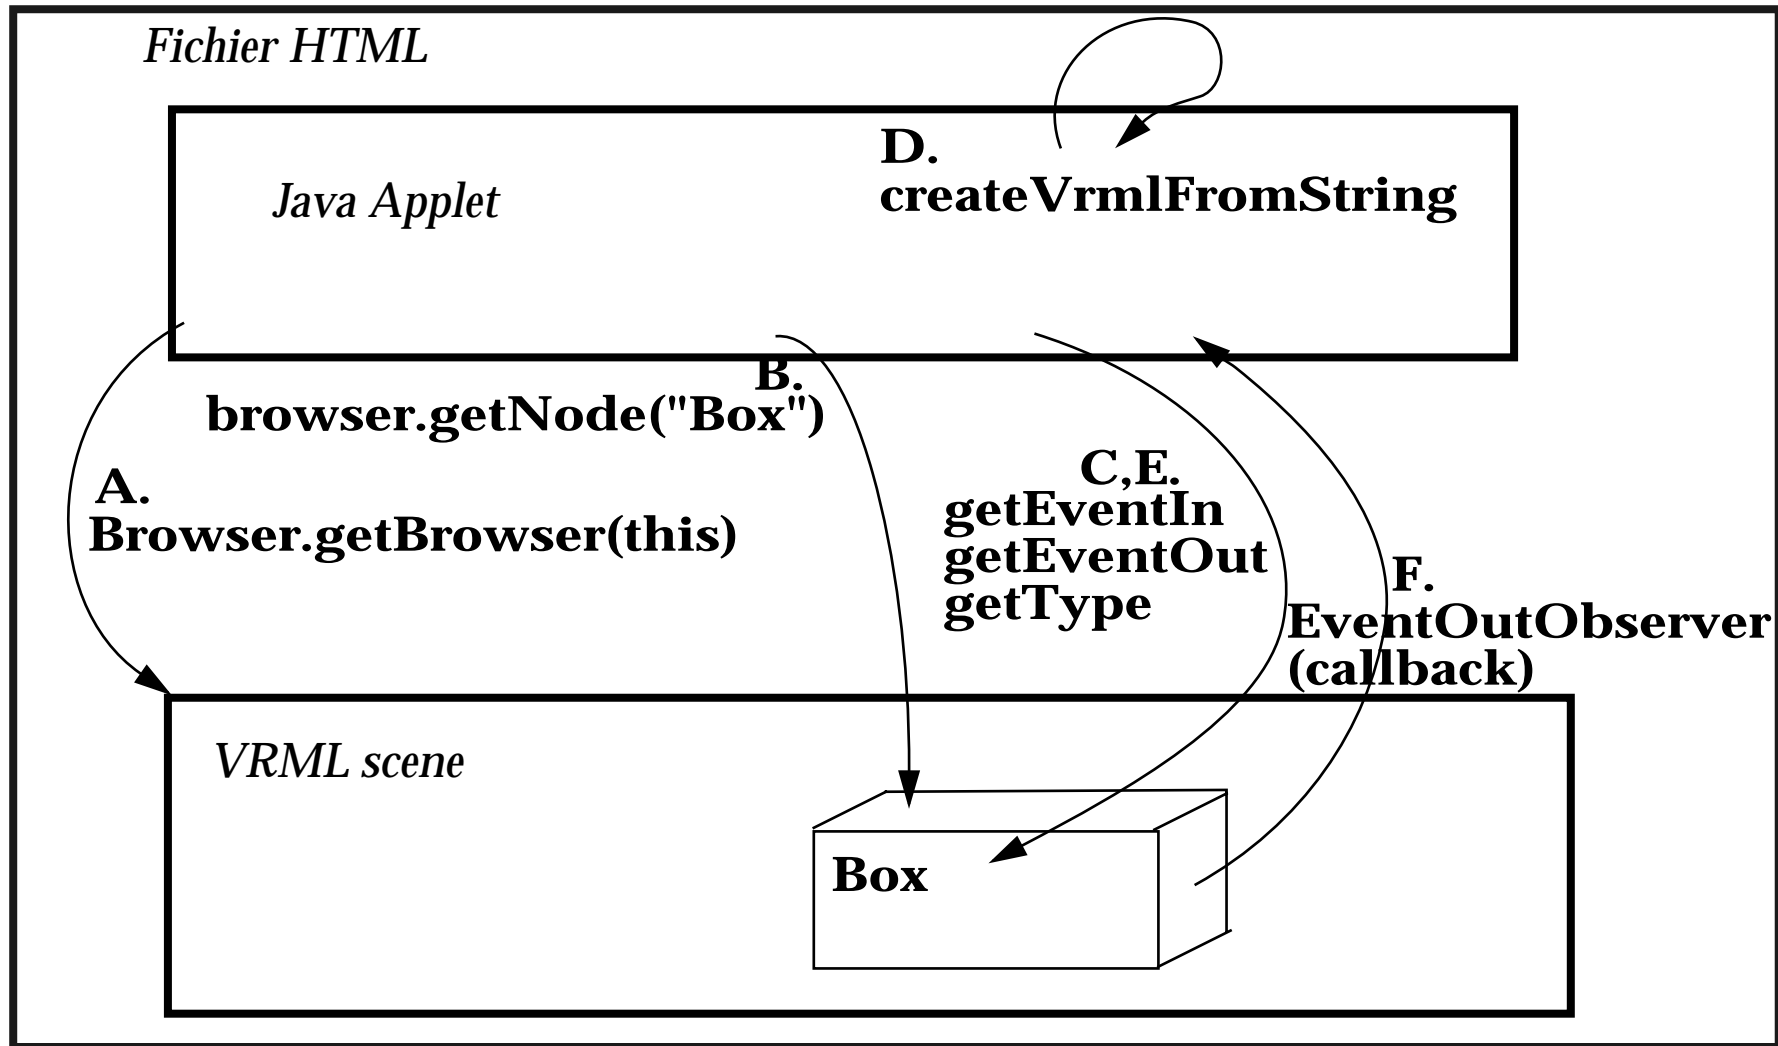 Fichier HTML
D.
createVrmlFromString
Java Applet
B.
browser.getNode("Box")
A.
Browser.getBrowser(this)
C,E.
getEventIn
getEventOut
getType
F.
EventOutObserver
(callback)
VRML scene
Box